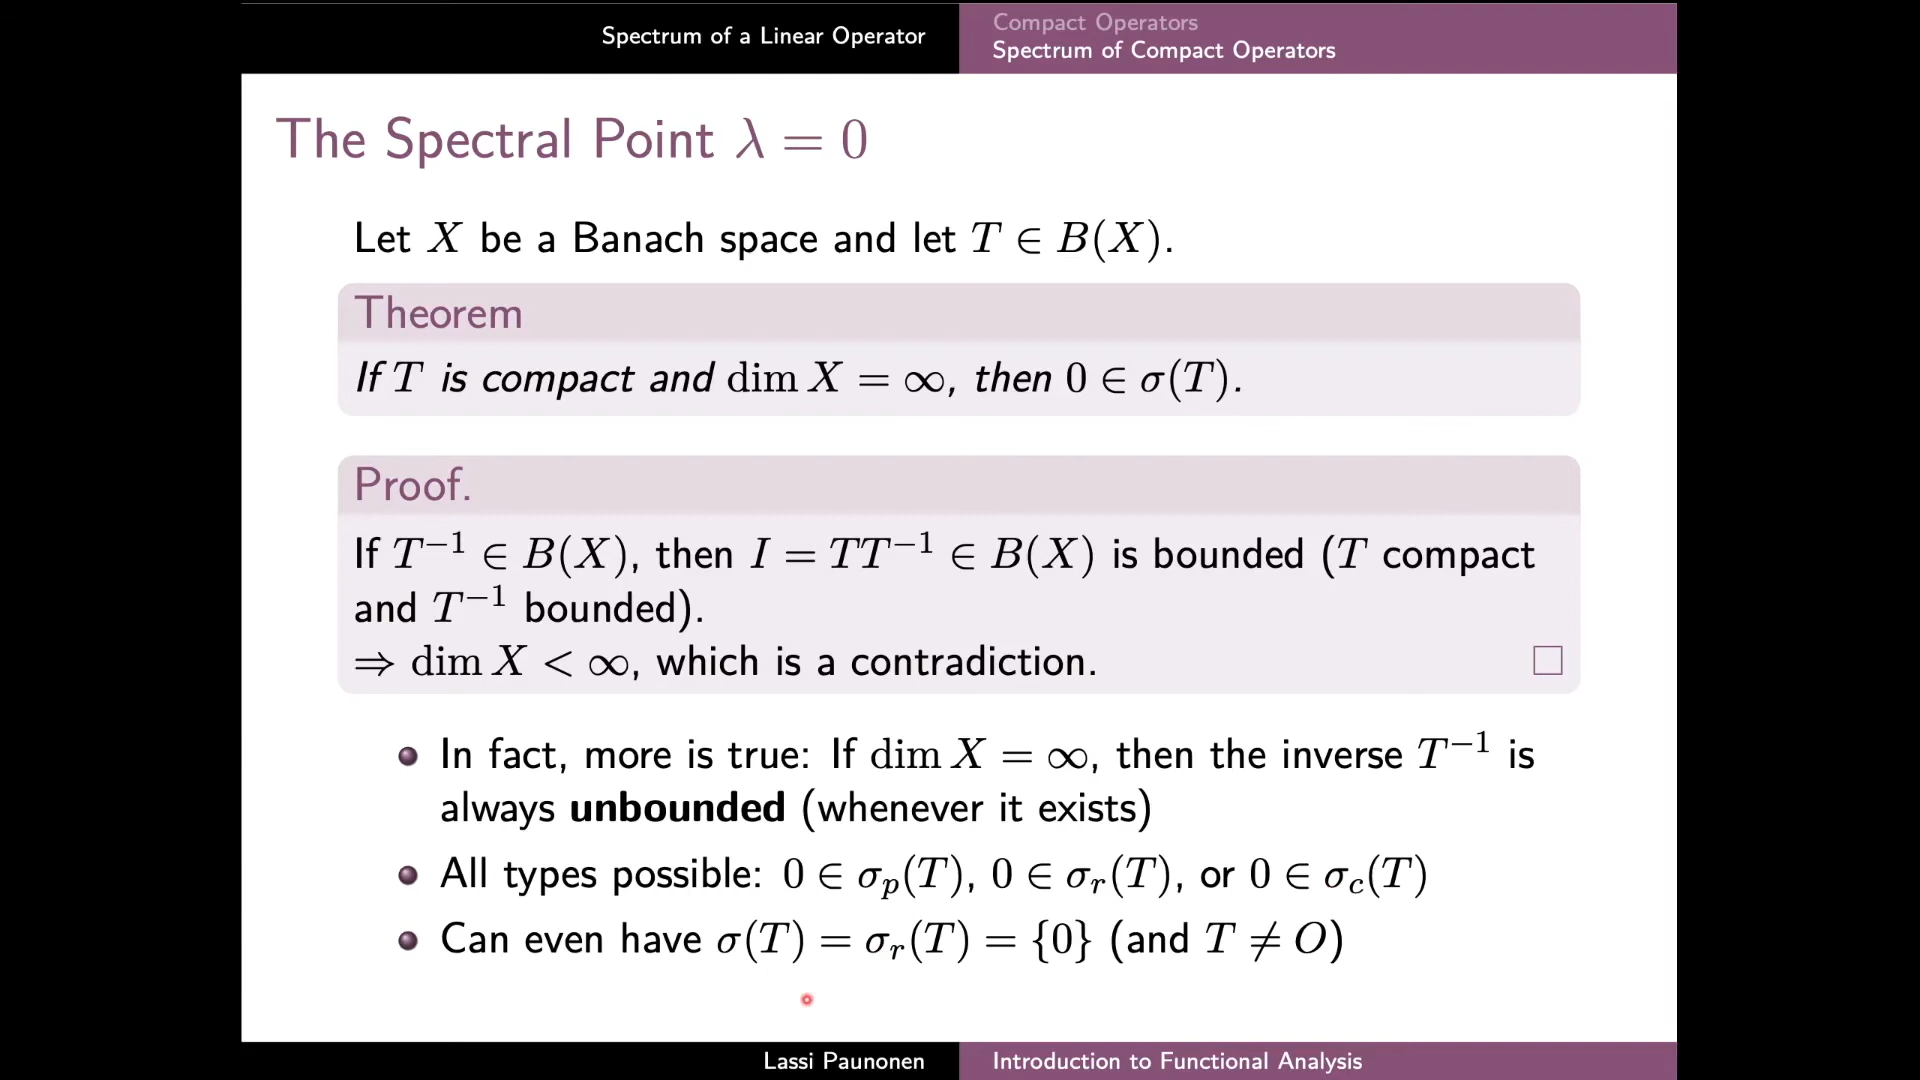 Spectrum of a Linear Operator
Compact Operators
Spectrum of Compact Operators
The Spectral Point λ = 0
Let X be a Banach space and let T ∈ B(X).
Theorem
If T is compact and dim X = ∞, then 0 ∈ σ(T).
Proof.
If T⁻¹ ∈ B(X), then I = TT⁻¹ ∈ B(X) is bounded (T compact
and T⁻¹ bounded).
⇒ dim X < ∞, which is a contradiction. □
• In fact, more is true: If dim X = ∞, then the inverse T⁻¹ is
always unbounded (whenever it exists)
• All types possible: 0 ∈ σₚ(T), 0 ∈ σᵣ(T), or 0 ∈ σ_c(T)
• Can even have σ(T) = σᵣ(T) = {0} (and T ≠ O)
Lassi Paunonen
Introduction to Functional Analysis